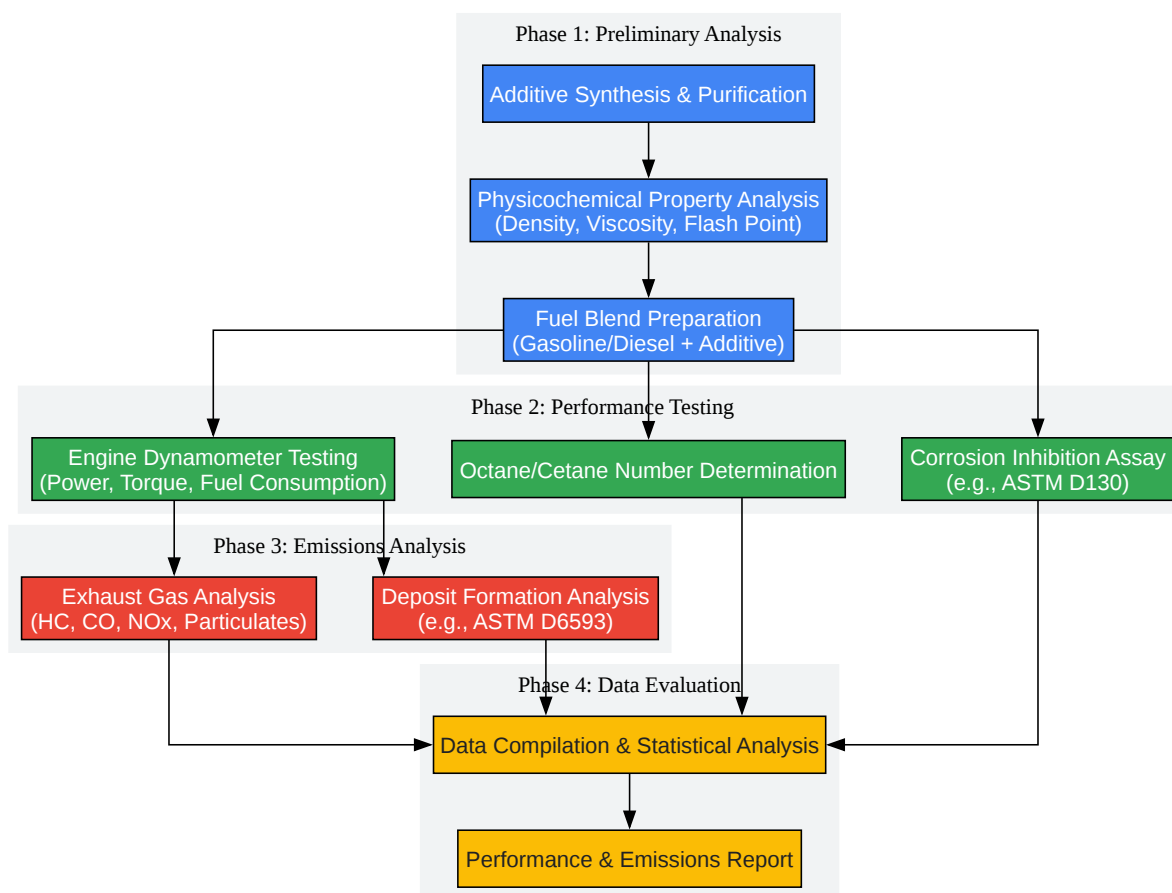 Phase 1: Preliminary Analysis
Additive Synthesis & Purification
Physicochemical Property Analysis
(Density, Viscosity, Flash Point)
Fuel Blend Preparation
(Gasoline/Diesel + Additive)
Phase 2: Performance Testing
Engine Dynamometer Testing
(Power, Torque, Fuel Consumption)
Octane/Cetane Number Determination
Corrosion Inhibition Assay
(e.g., ASTM D130)
Phase 3: Emissions Analysis
Exhaust Gas Analysis
(HC, CO, NOx, Particulates)
Deposit Formation Analysis
(e.g., ASTM D6593)
Phase 4: Data Evaluation
Data Compilation & Statistical Analysis
Performance & Emissions Report